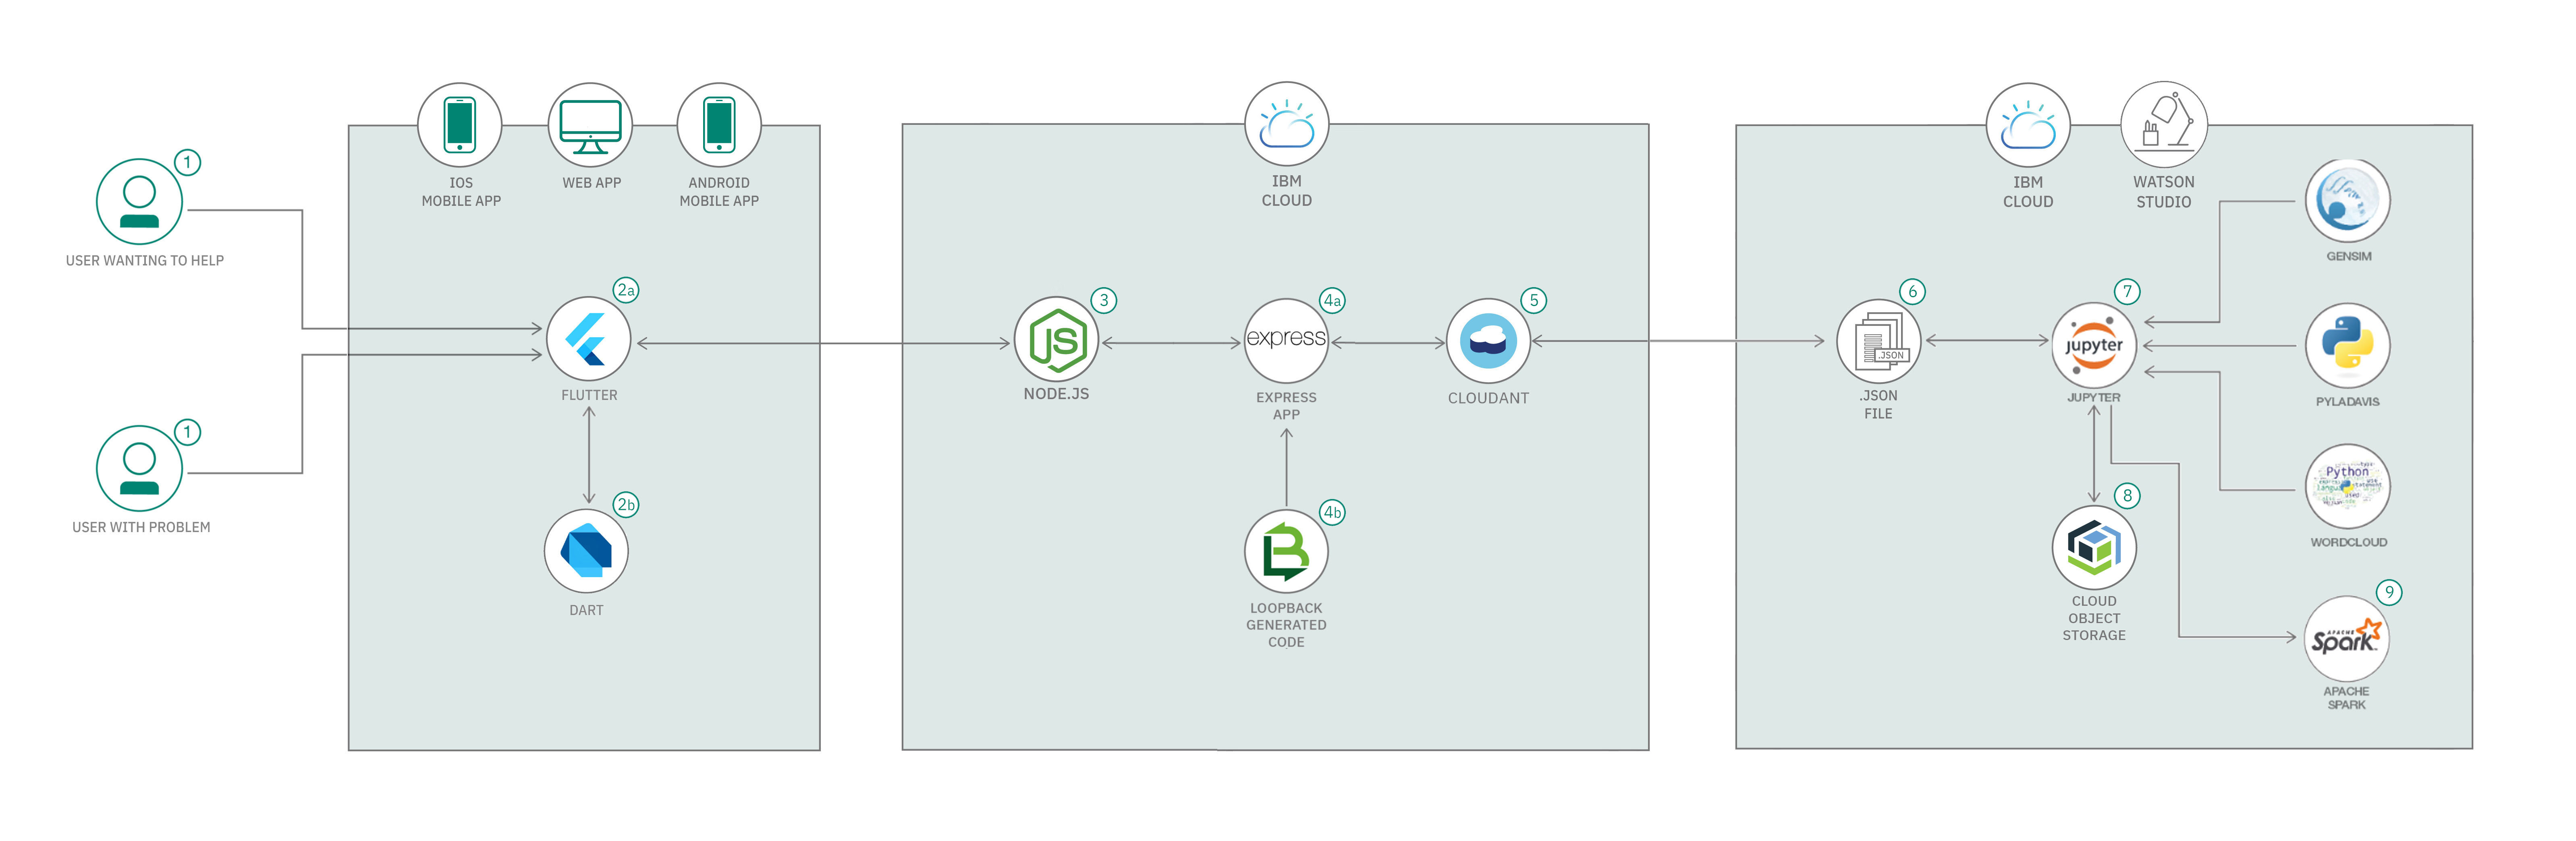 1
USER WANTING TO HELP
1
USER WITH PROBLEM
IOS
MOBILE APP
WEB APP
ANDROID
MOBILE APP
2a
FLUTTER
2b
DART
IBM
CLOUD
3
JS
NODE.JS
4a
express
EXPRESS
APP
5
CLOUDANT
4b
LOOPBACK
GENERATED
CODE
IBM
CLOUD
WATSON
STUDIO
6
.JSON
.JSON
FILE
7
jupyter
JUPYTER
8
CLOUD
OBJECT
STORAGE
GENSIM
PYLADAVIS
Python
WORDCLOUD
9
APACHE
Spark
APACHE
SPARK